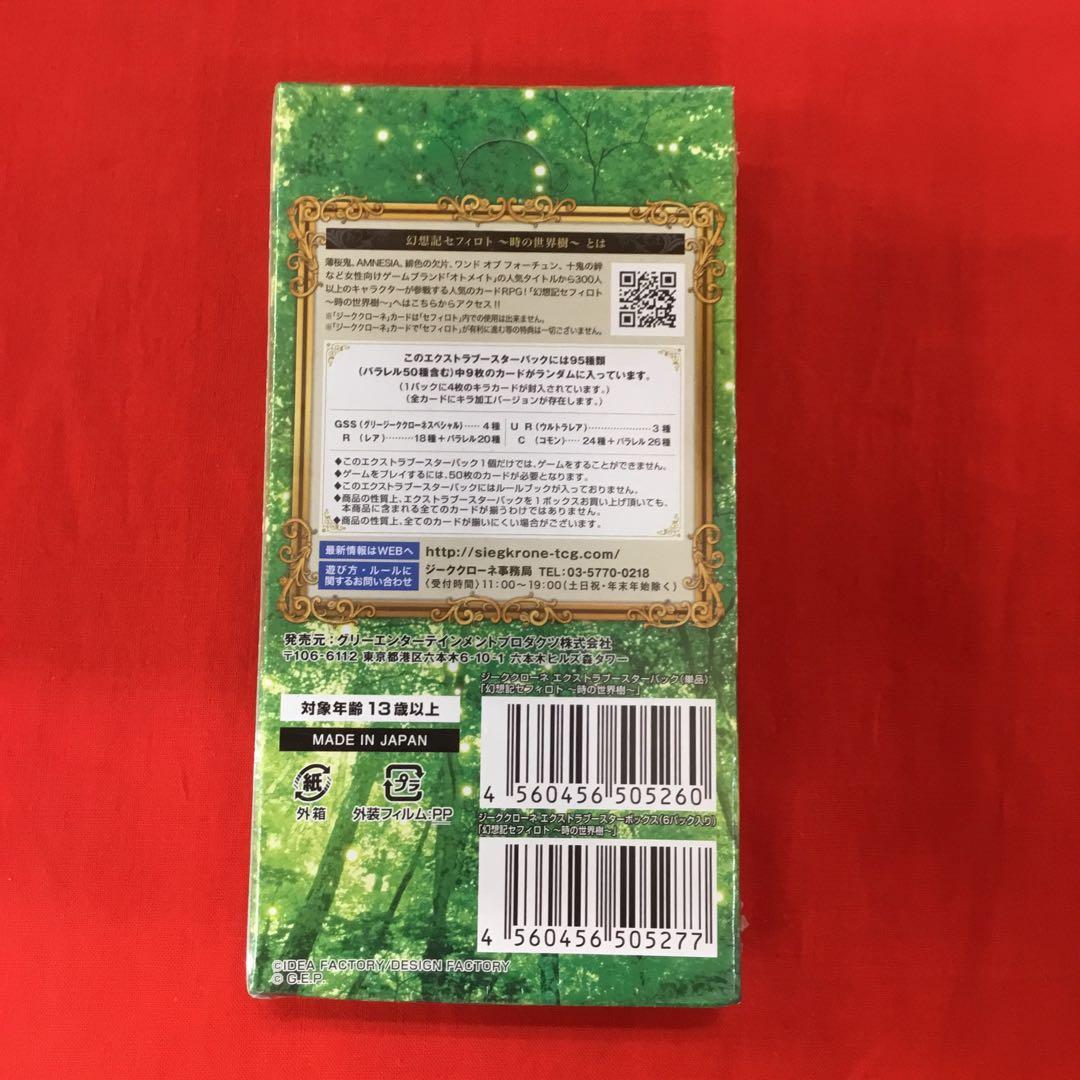 幻想記セフィロト ～時の世界樹～ とは
薄桜鬼、AMNESIA、緋色の欠片、ワンド オブ フォーチュン、十鬼の絆
など女性向けゲームブランド「オトメイト」の人気タイトルから300人
以上のキャラクターが参戦する人気のカードRPG!「幻想記セフィロト
～時の世界樹～」へはこちらからアクセス!!
※「ジーククローネ」カードは「セフィロト」内での使用は出来ません。
※「ジーククローネ」カードで「セフィロト」が有利に進む等の特典は一切ございません。
このエクストラブースターパックには95種類
(パラレル50種含む)中9枚のカードがランダムに入っています。
(1パックに4枚のキラカードが封入されています。)
(全カードにキラ加工バージョンが存在します。)
GSS(グリージーククローネスペシャル)‥‥ 4種 U R(ウルトラレア)‥‥‥‥‥‥‥3種
R (レア)‥‥‥18種+パラレル20種 C (コモン)‥‥ 24種+パラレル26種
◆このエクストラブースターパック1個だけでは、ゲームをすることができません。
◆ゲームをプレイするには、50枚のカードが必要となります。
◆このエクストラブースターパックにはルールブックが入っておりません。
◆商品の性質上、エクストラブースターパックを1ボックスお買い上げ頂いても、
本商品に含まれる全てのカードが揃うわけではありません。
◆商品の性質上、全てのカードが揃いにくい場合がございます。
最新情報はWEBへ http://siegkrone-tcg.com/
遊び方・ルールに
関するお問い合わせ
ジーククローネ事務局 TEL:03-5770-0218
(受付時間)11:00～19:00(土日祝・年末年始除く)
発売元:グリーエンターテインメントプロダクツ株式会社
〒106-6112 東京都港区六本木6-10-1 六本木ヒルズ森タワー
ジーククローネ エクストラブースターパック(単品)
「幻想記セフィロト ～時の世界樹～」
対象年齢13歳以上
MADE IN JAPAN
4 560456 505260
紙
外箱
プラ
外装フィルム:PP
ジーククローネ エクストラブースターボックス(6パック入り)
「幻想記セフィロト ～時の世界樹～」
4 560456 505277
©IDEA FACTORY/DESIGN FACTORY
© G.E.P.